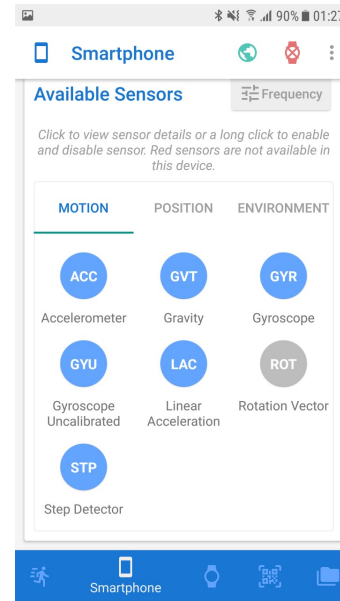 90% 01:27
Smartphone
Available Sensors
Frequency
Click to view sensor details or a long click to enable
and disable sensor. Red sensors are not available in
this device.
MOTION POSITION ENVIRONMENT
ACC GVT GYR
Accelerometer Gravity Gyroscope
GYU LAC ROT
Gyroscope Linear Rotation Vector
Uncalibrated Acceleration
STP
Step Detector
Smartphone